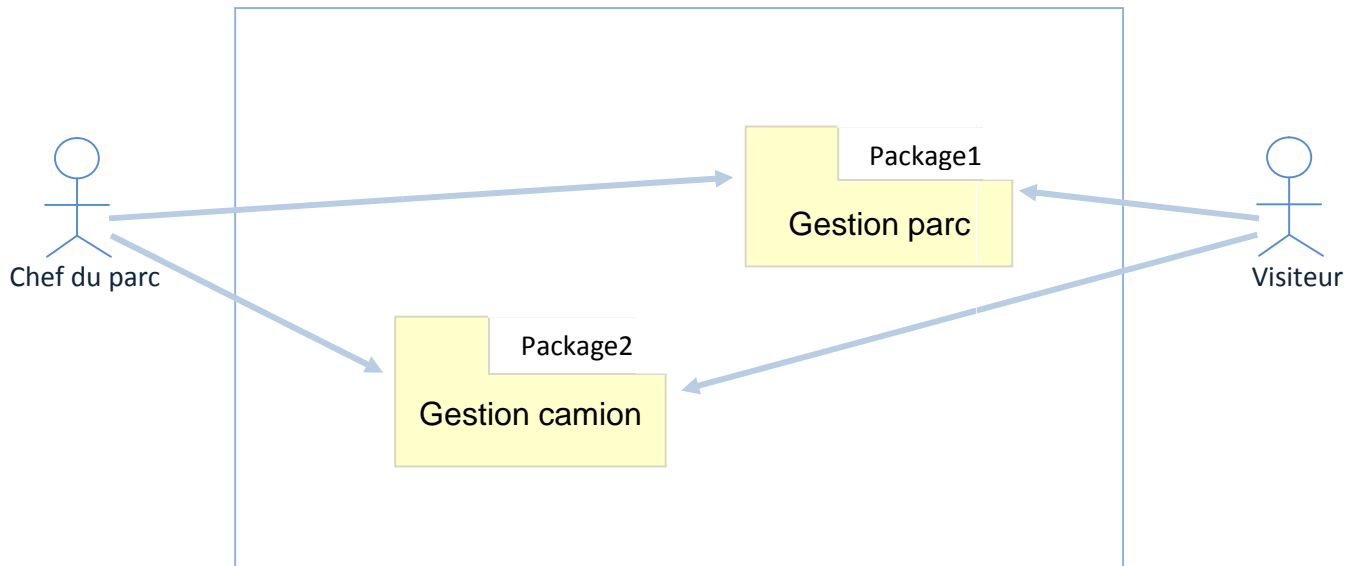 Package1
Gestion parc
Chef du parc
Visiteur
Package2
Gestion camion